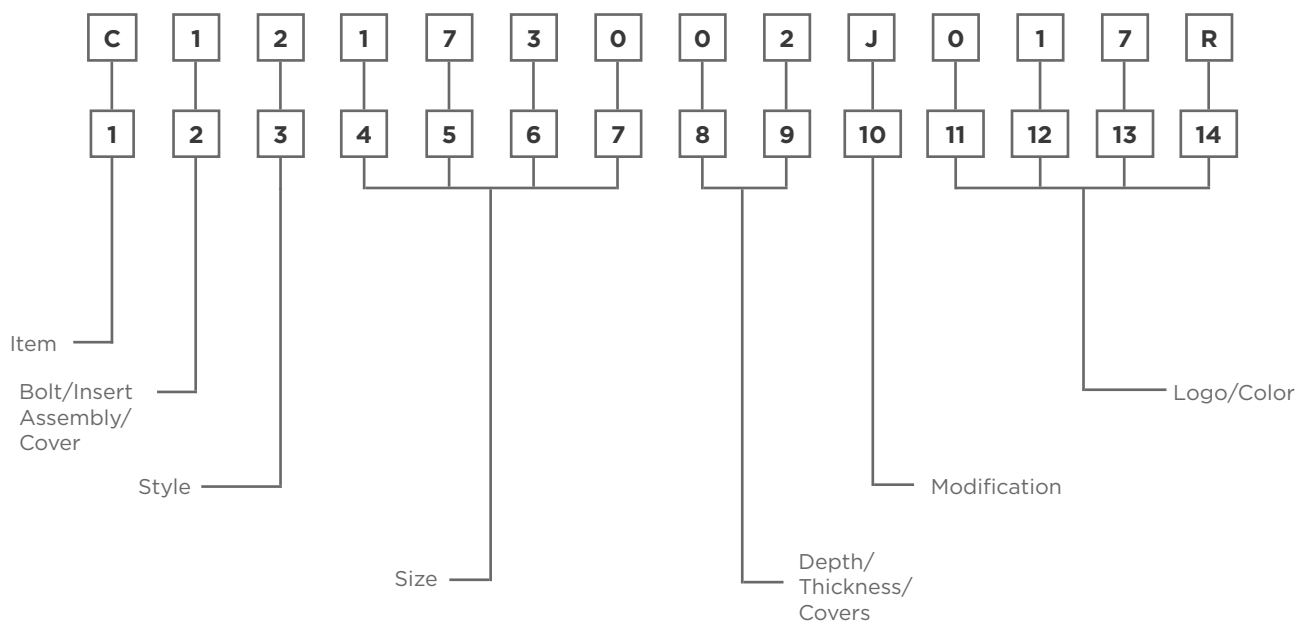 C 1 2 1 7 3 0 0 2 J 0 1 7 R
1 2 3 4 5 6 7 8 9 10 11 12 13 14
Item
Bolt/Insert
Assembly/
Cover
Logo/Color
Style
Modification
Depth/
Thickness/
Covers
Size